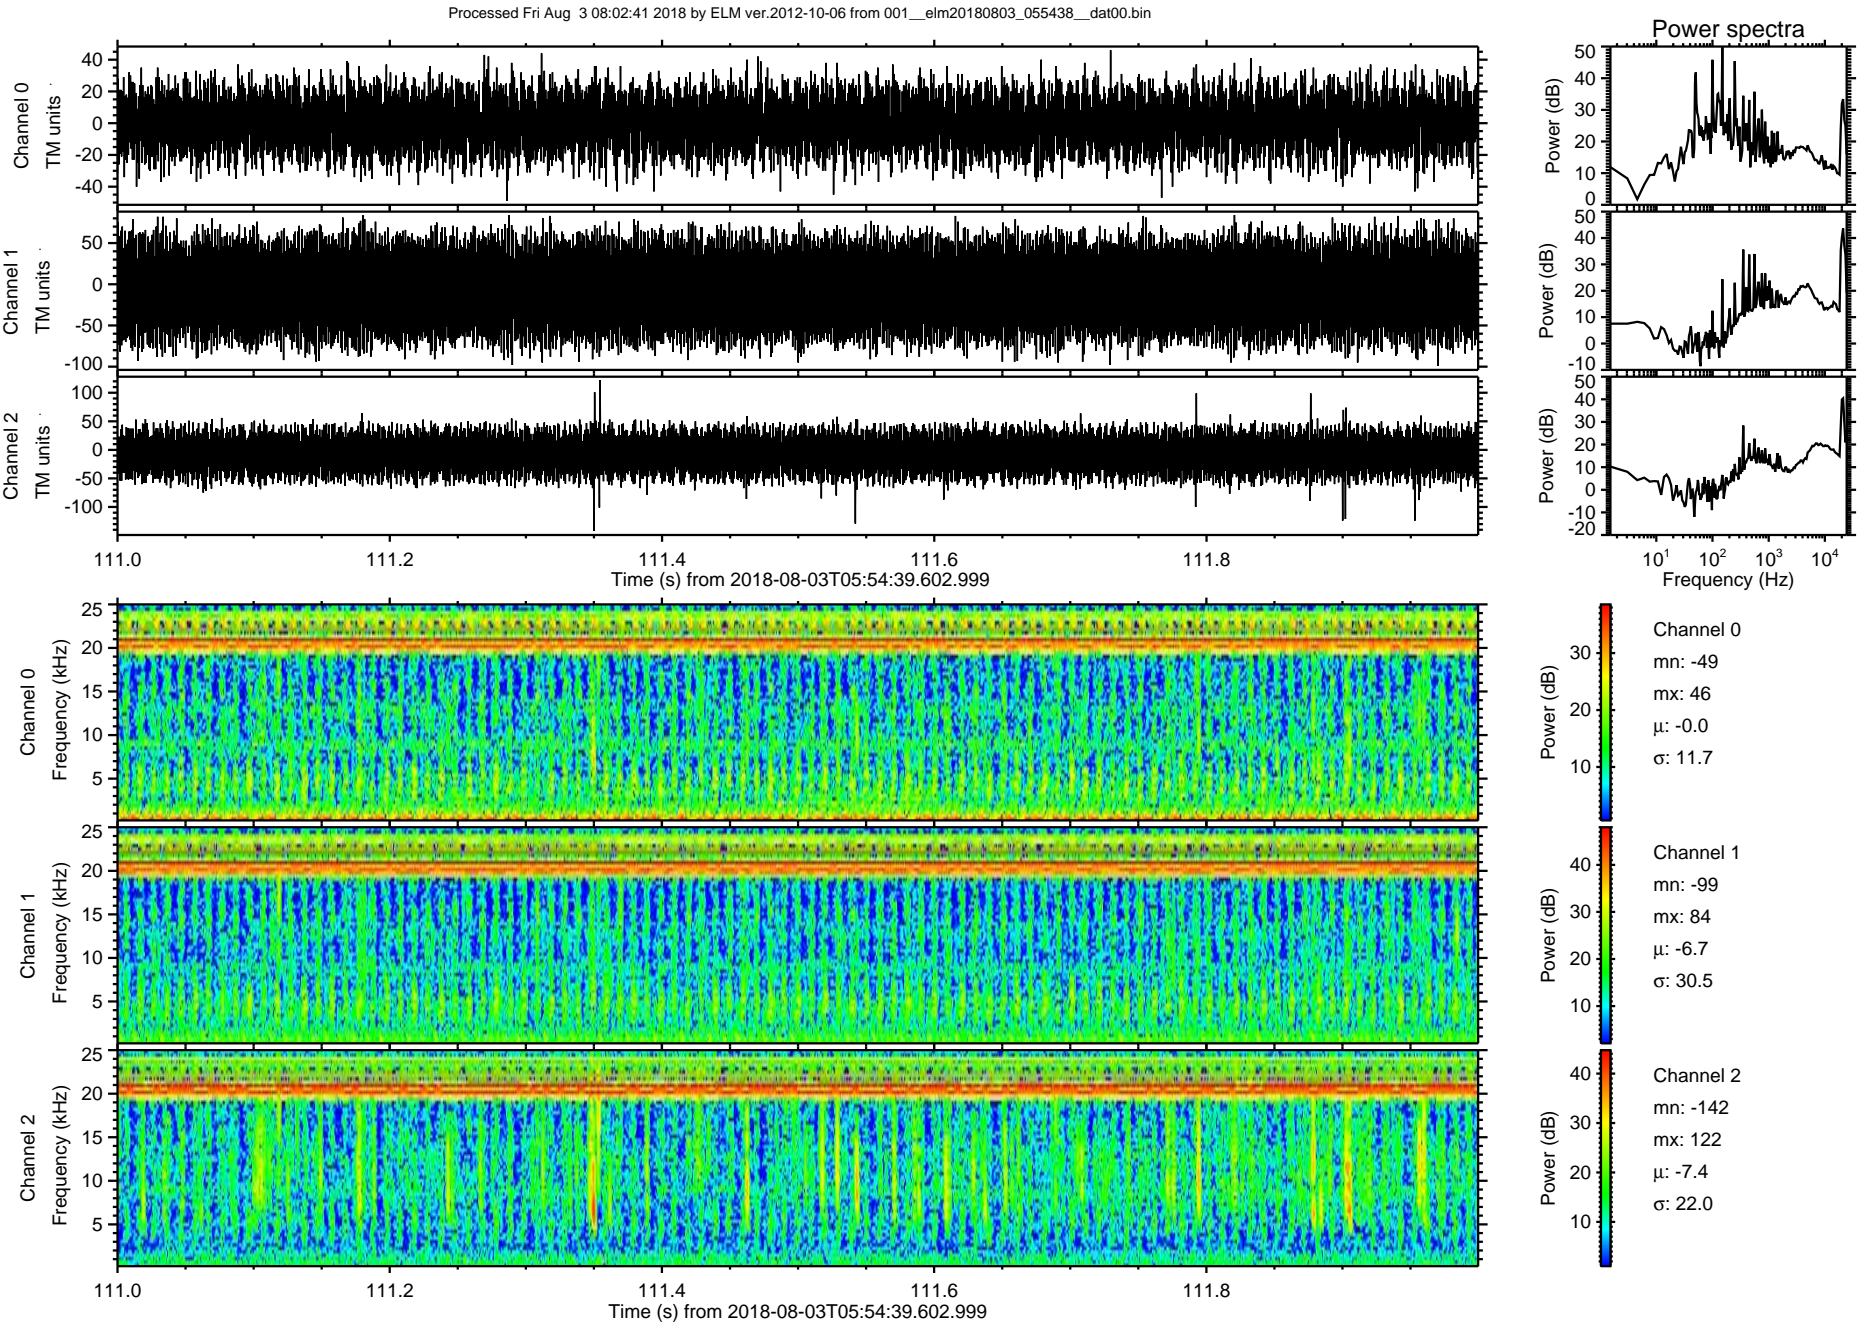 Processed Fri Aug  3 08:02:41 2018 by ELM ver.2012-10-06 from 001__elm20180803_055438__dat00.bin
Power spectra
Channel 0
TM units
40
20
0
-20
-40
Power (dB)
50
40
30
20
10
0
Channel 1
TM units
50
0
-50
-100
Power (dB)
50
40
30
20
10
0
-10
Channel 2
TM units
100
50
0
-50
-100
Power (dB)
50
40
30
20
10
0
-10
-20
111.0 111.2 111.4 111.6 111.8
Time (s) from 2018-08-03T05:54:39.602.999
10¹ 10² 10³ 10⁴
Frequency (Hz)
Channel 0
Frequency (kHz)
25
20
15
10
5
Power (dB)
30
20
10
Channel 0
mn: -49
mx: 46
µ: -0.0
σ: 11.7
Channel 1
Frequency (kHz)
25
20
15
10
5
Power (dB)
40
30
20
10
Channel 1
mn: -99
mx: 84
µ: -6.7
σ: 30.5
Channel 2
Frequency (kHz)
25
20
15
10
5
Power (dB)
40
30
20
10
Channel 2
mn: -142
mx: 122
µ: -7.4
σ: 22.0
111.0 111.2 111.4 111.6 111.8
Time (s) from 2018-08-03T05:54:39.602.999